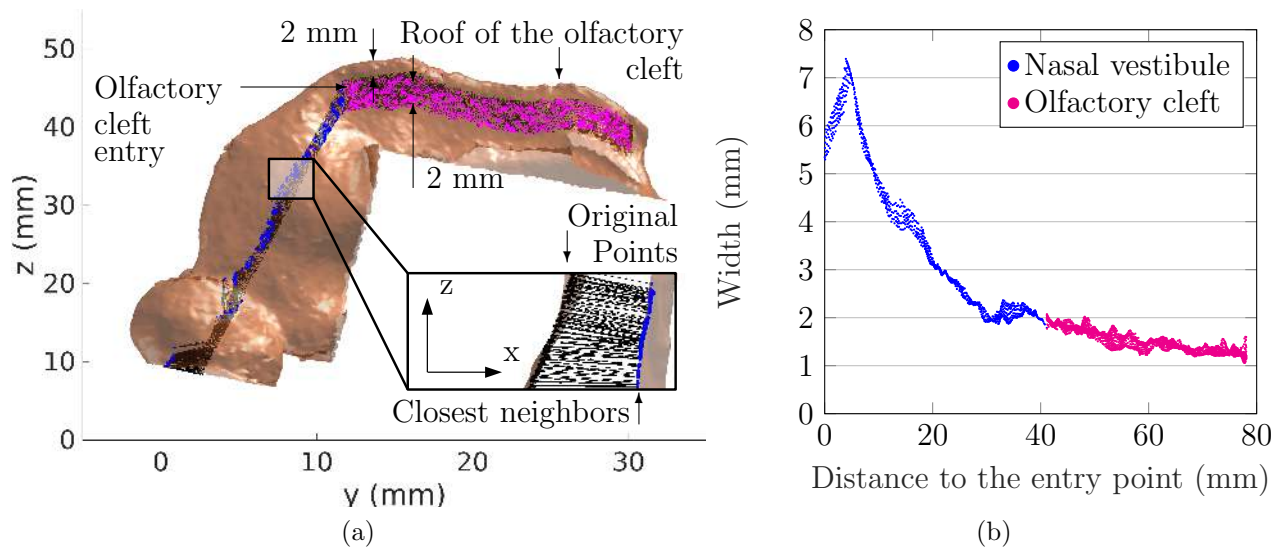 2 mm
Roof of the olfactory
cleft
Olfactory
cleft
entry
2 mm
Original
Points
z
x
Closest neighbors
50
40
30
20
10
0
z (mm)
0 10 20 30
y (mm)
(a)
8
7
6
5
4
3
2
1
0
Width (mm)
Nasal vestibule
Olfactory cleft
0 20 40 60 80
Distance to the entry point (mm)
(b)